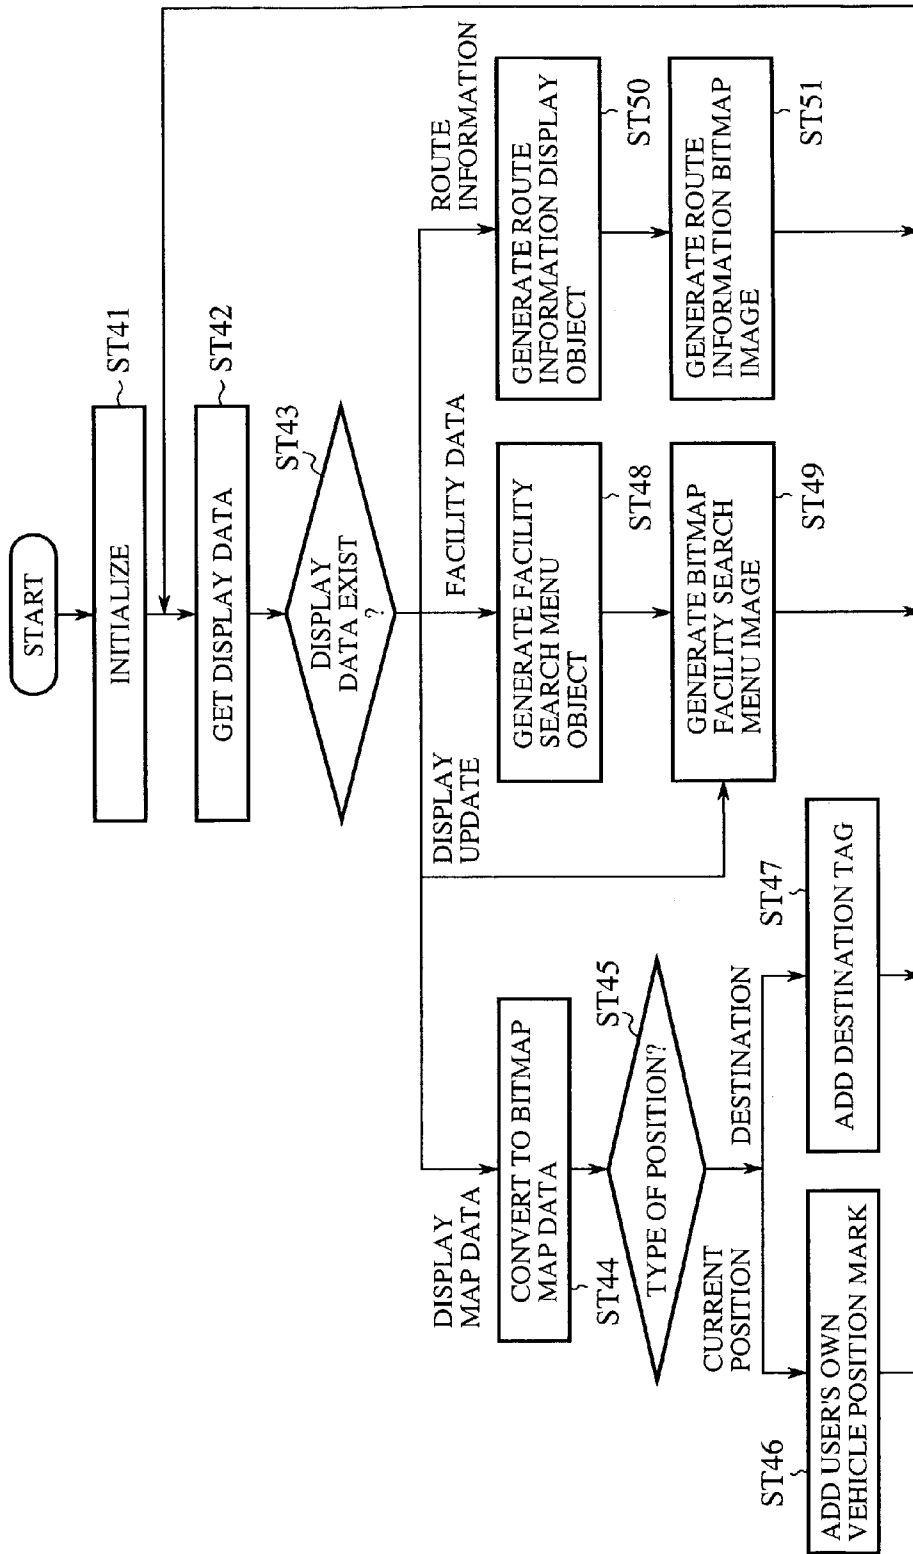 START
INITIALIZE
ST41
GET DISPLAY DATA
ST42
DISPLAY
DATA EXIST
?
ST43
DISPLAY
MAP DATA
DISPLAY
UPDATE
FACILITY DATA
ROUTE
INFORMATION
CONVERT TO BITMAP
MAP DATA
ST44
GENERATE FACILITY
SEARCH MENU
OBJECT
ST48
GENERATE ROUTE
INFORMATION DISPLAY
OBJECT
ST50
TYPE OF POSITION?
ST45
GENERATE BITMAP
FACILITY SEARCH
MENU IMAGE
ST49
GENERATE ROUTE
INFORMATION BITMAP
IMAGE
ST51
CURRENT
POSITION
DESTINATION
ST46
ADD USER'S OWN
VEHICLE POSITION MARK
ADD DESTINATION TAG
ST47